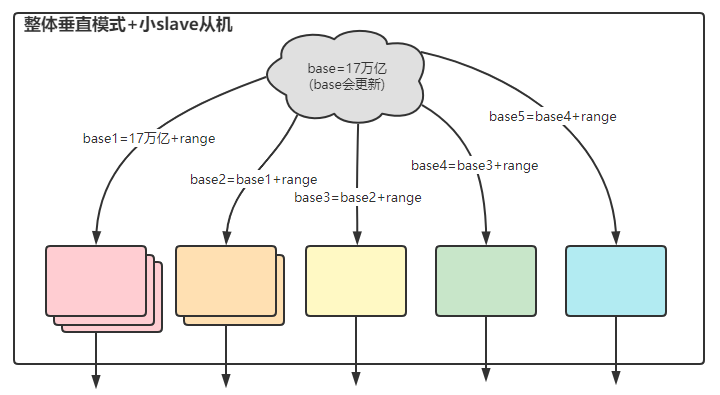 整体垂直模式+小slave从机
base=17万亿
(base会更新)
base5=base4+range
base1=17万亿+range
base4=base3+range
base2=base1+range
base3=base2+range